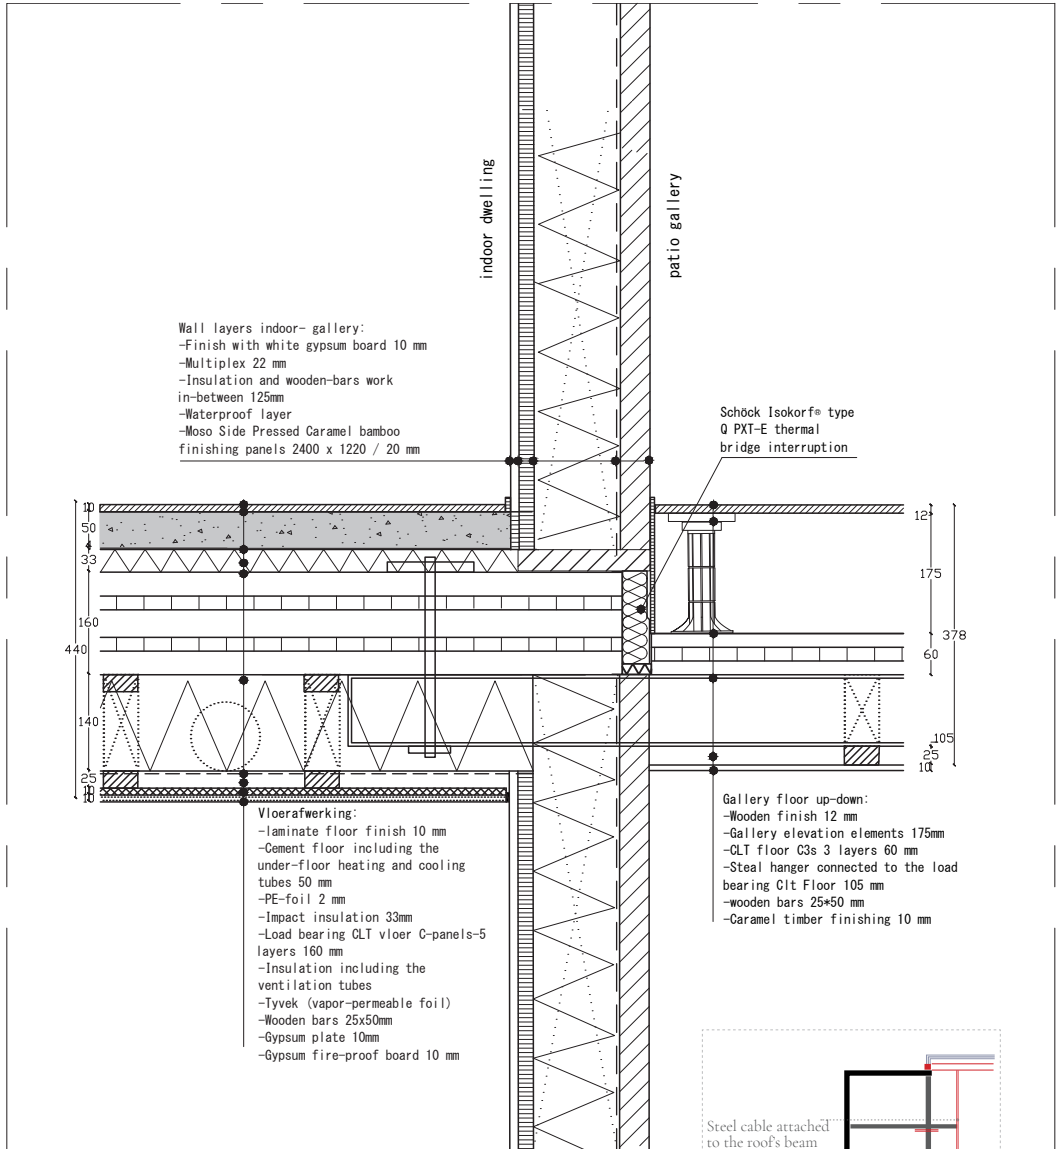 indoor dwelling
patio gallery
Wall layers indoor- gallery:
-Finish with white gypsum board 10 mm
-Multiplex 22 mm
-Insulation and wooden-bars work
in-between 125mm
-Waterproof layer
-Moso Side Pressed Caramel bamboo
finishing panels 2400 x 1220 / 20 mm
Schöck Isokorf® type
Q PXT-E thermal
bridge interruption
10
50
33
160
440
140
25
10
12
175
378
60
105
25
10
Vloerafwerking:
-laminate floor finish 10 mm
-Cement floor including the
under-floor heating and cooling
tubes 50 mm
-PE-foil 2 mm
-Impact insulation 33mm
-Load bearing CLT vloer C-panels-5
layers 160 mm
-Insulation including the
ventilation tubes
-Tyvek (vapor-permeable foil)
-Wooden bars 25x50mm
-Gypsum plate 10mm
-Gypsum fire-proof board 10 mm
Gallery floor up-down:
-Wooden finish 12 mm
-Gallery elevation elements 175mm
-CLT floor C3s 3 layers 60 mm
-Steal hanger connected to the load
bearing Clt Floor 105 mm
-wooden bars 25*50 mm
-Caramel timber finishing 10 mm
Steel cable attached
to the roof's beam